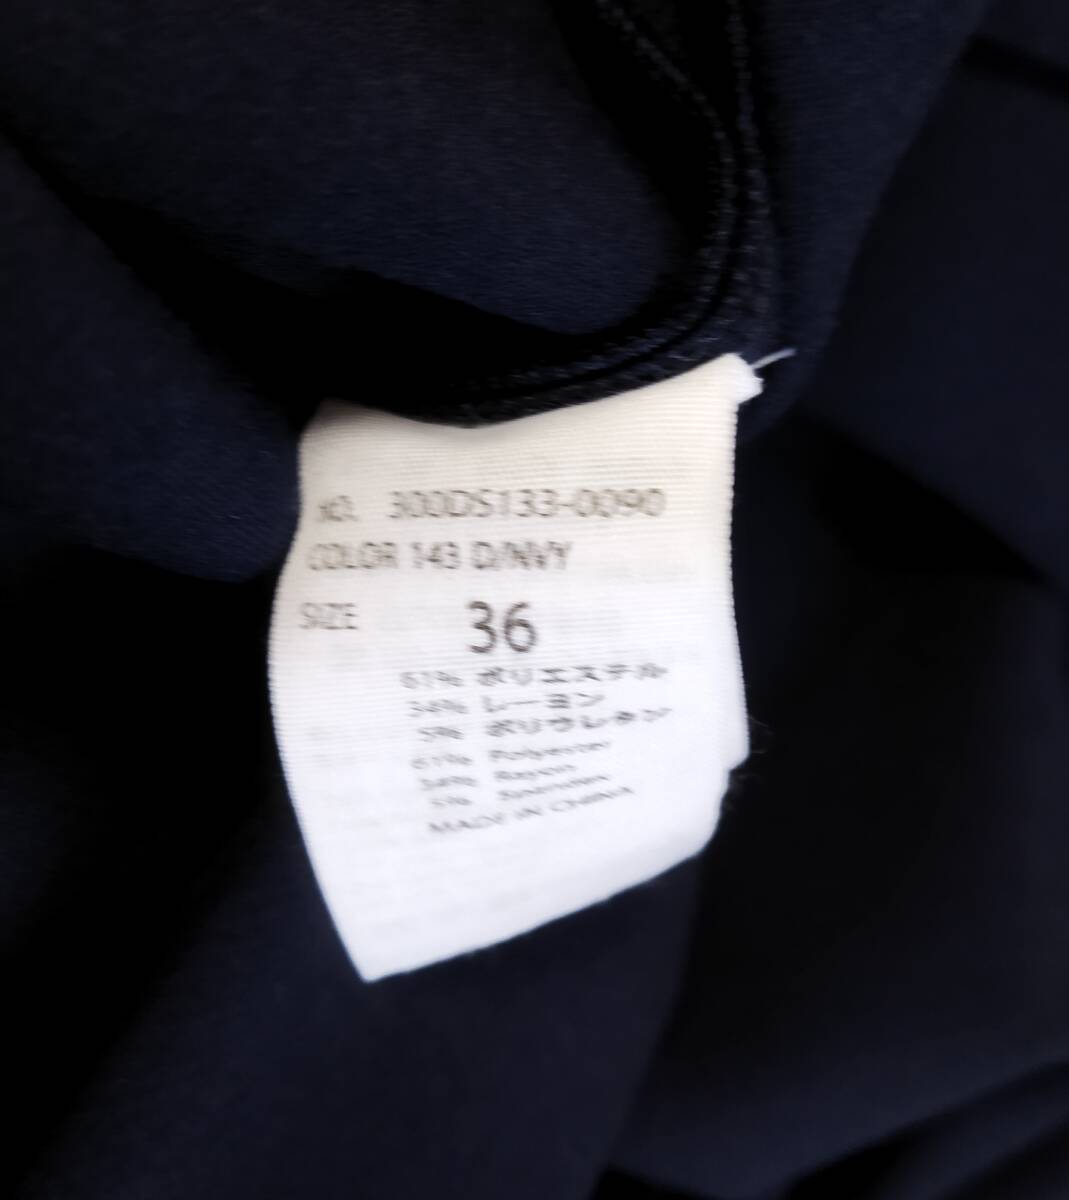 NO. 300DS133-0090
COLOR 143 D/NVY
SIZE 36
61% ポリエステル
34% レーヨン
5% ポリウレタン
61% Polyester
34% Rayon
5% Spandex
MADE IN CHINA